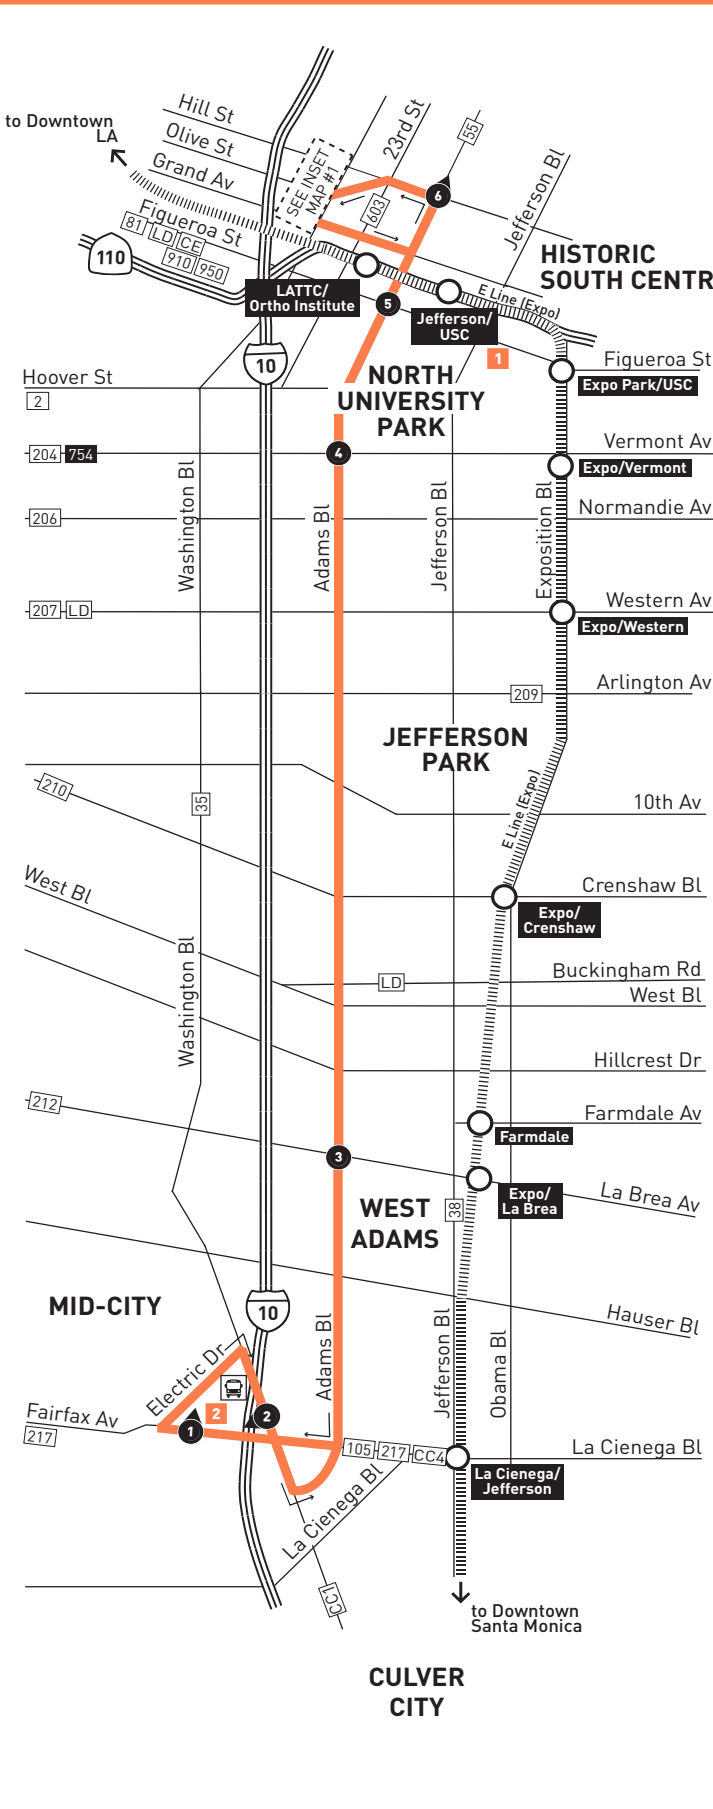 to Downtown
LA
Hill St
Olive St
Grand Av
Figueroa St
81
LD
CE
910
950
110
SEE INSET
MAP #1
23rd St
55
603
6
Jefferson Bl
HISTORIC
SOUTH CENTR
E Line (Expo)
LATTC/
Ortho Institute
5
Jefferson/
USC
1
10
Hoover St
2
NORTH
UNIVERSITY
PARK
Figueroa St
Expo Park/USC
204
754
4
Vermont Av
Expo/Vermont
206
Washington Bl
Adams Bl
Jefferson Bl
Exposition Bl
Normandie Av
207
LD
Western Av
Expo/Western
209
Arlington Av
JEFFERSON
PARK
210
35
E Line (Expo)
10th Av
West Bl
Crenshaw Bl
Expo/
Crenshaw
Washington Bl
LD
Buckingham Rd
West Bl
Hillcrest Dr
212
Farmdale Av
Farmdale
3
WEST
ADAMS
38
Expo/
La Brea
La Brea Av
MID-CITY
10
Hauser Bl
Electric Dr
Adams Bl
Jefferson Bl
Obama Bl
Fairfax Av
217
1
2
2
105
217
CC4
La Cienega Bl
La Cienega/
Jefferson
La Cienega Bl
CC1
to Downtown
Santa Monica
CULVER
CITY